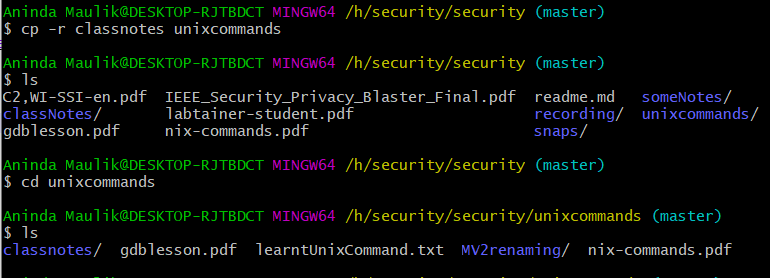 Aninda Maulik@DESKTOP-RJTBDCT MINGW64 /h/security/security (master)
$ cp -r classnotes unixcommands
Aninda Maulik@DESKTOP-RJTBDCT MINGW64 /h/security/security (master)
$ ls
C2,WI-SSI-en.pdf IEEE_Security_Privacy_Blaster_Final.pdf readme.md someNotes/
classNotes/ labtainer-student.pdf recording/ unixcommands/
gdblesson.pdf nix-commands.pdf snaps/
Aninda Maulik@DESKTOP-RJTBDCT MINGW64 /h/security/security (master)
$ cd unixcommands
Aninda Maulik@DESKTOP-RJTBDCT MINGW64 /h/security/security/unixcommands (master)
$ ls
classnotes/ gdblesson.pdf learntUnixCommand.txt MV2renaming/ nix-commands.pdf